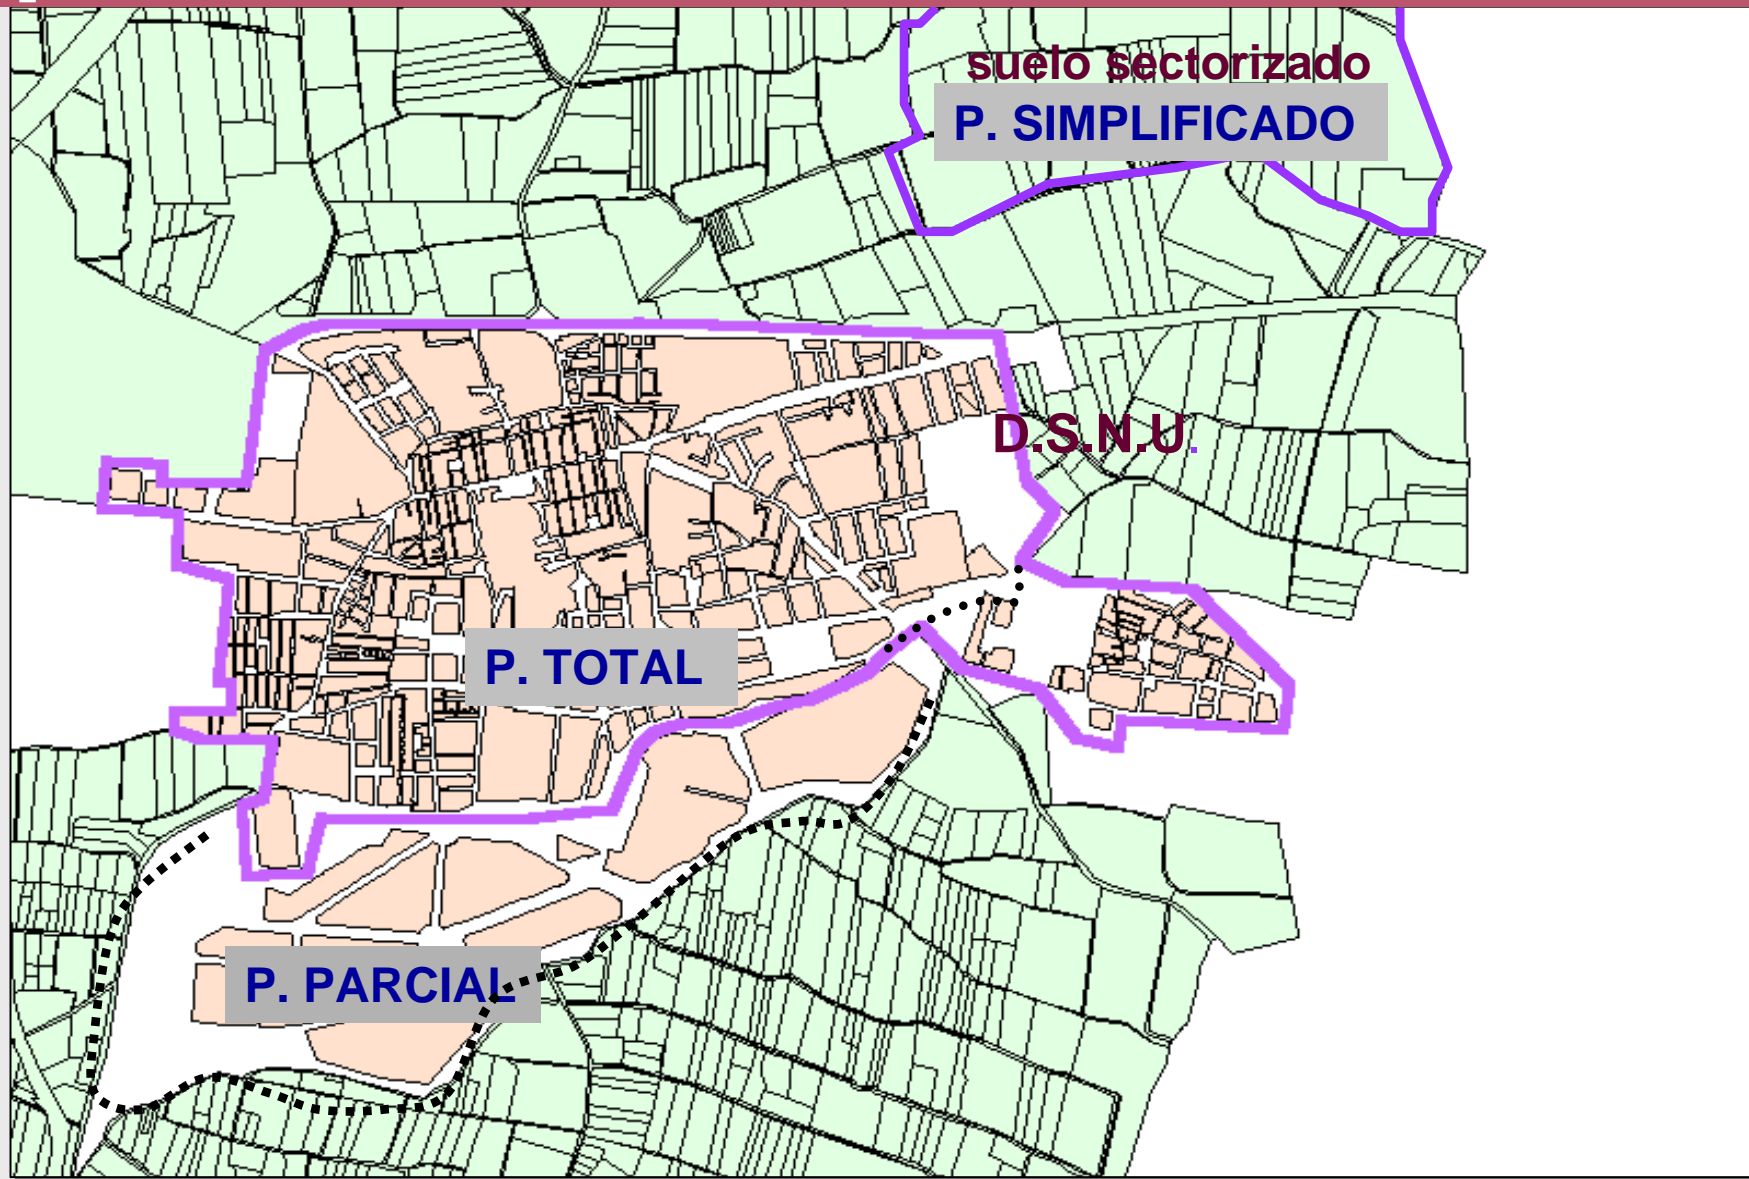 suelo sectorizado
P. SIMPLIFICADO
D.S.N.U.
P. TOTAL
P. PARCIAL